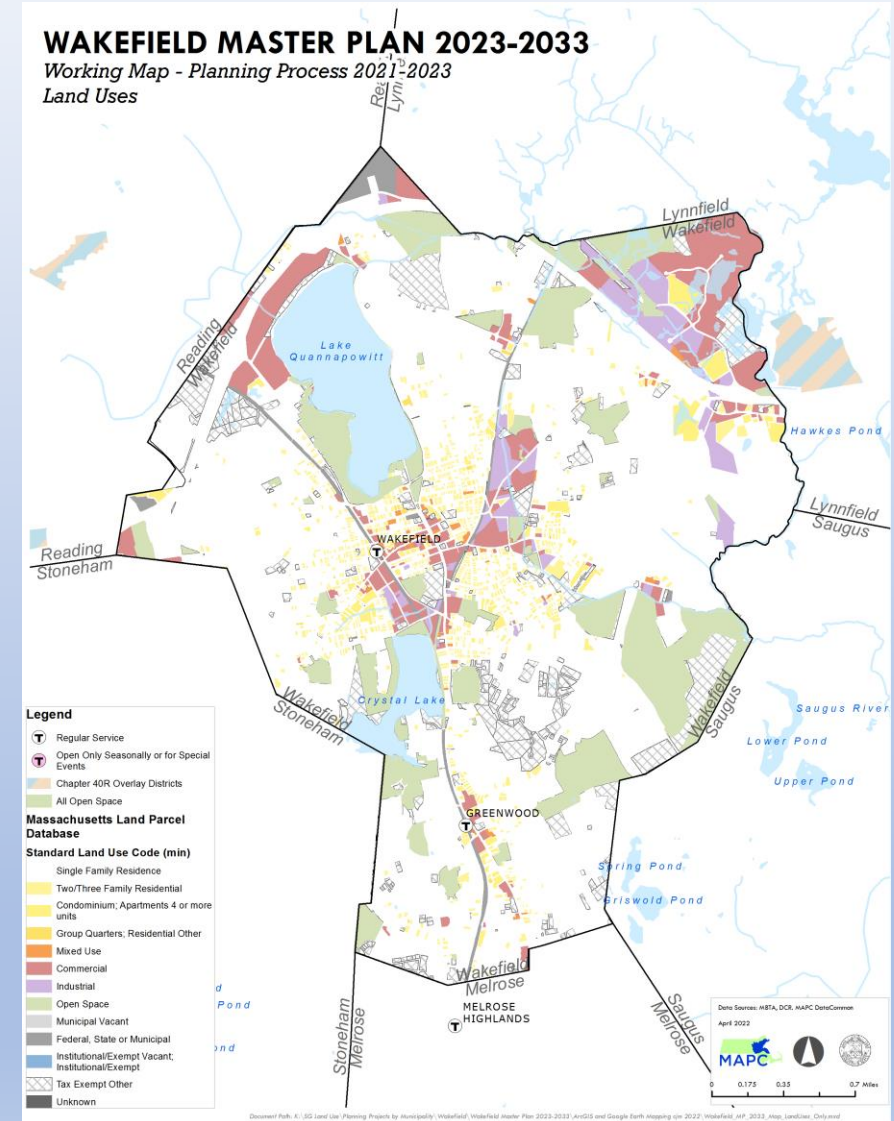 WAKEFIELD MASTER PLAN 2023-2033
Working Map - Planning Process 2021-2023
Land Uses
Lynnfield
Wakefield
Reading
Wakefield
Lake
Quannapowitt
Hawkes Pond
Lynnfield
Saugus
WAKEFIELD
T
Reading
Stoneham
Wakefield
Stoneham
Crystal Lake
Wakefield
Saugus
Saugus River
Lower Pond
Upper Pond
GREENWOOD
T
Spring Pond
Griswold Pond
Wakefield
Melrose
MELROSE
HIGHLANDS
T
Stoneham
Melrose
Saugus
Melrose
Pond
Legend
T Regular Service
T Open Only Seasonally or for Special
Events
Chapter 40R Overlay Districts
All Open Space
Massachusetts Land Parcel
Database
Standard Land Use Code (min)
Single Family Residence
Two/Three Family Residential
Condominium; Apartments 4 or more
units
Group Quarters; Residential Other
Mixed Use
Commercial
Industrial
Open Space
Municipal Vacant
Federal, State or Municipal
Institutional/Exempt Vacant;
Institutional/Exempt
Tax Exempt Other
Unknown
Data Sources: MBTA, DCR, MAPC DataCommon
April 2022
MAPC
0 0.175 0.35 0.7 Miles